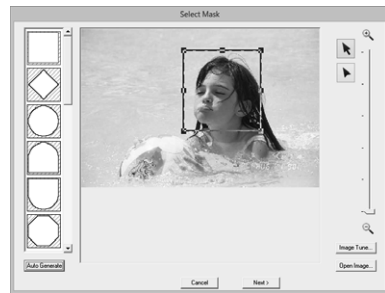 Select Mask
Image Tune...
Auto Generate
Open Image...
Cancel
Next >